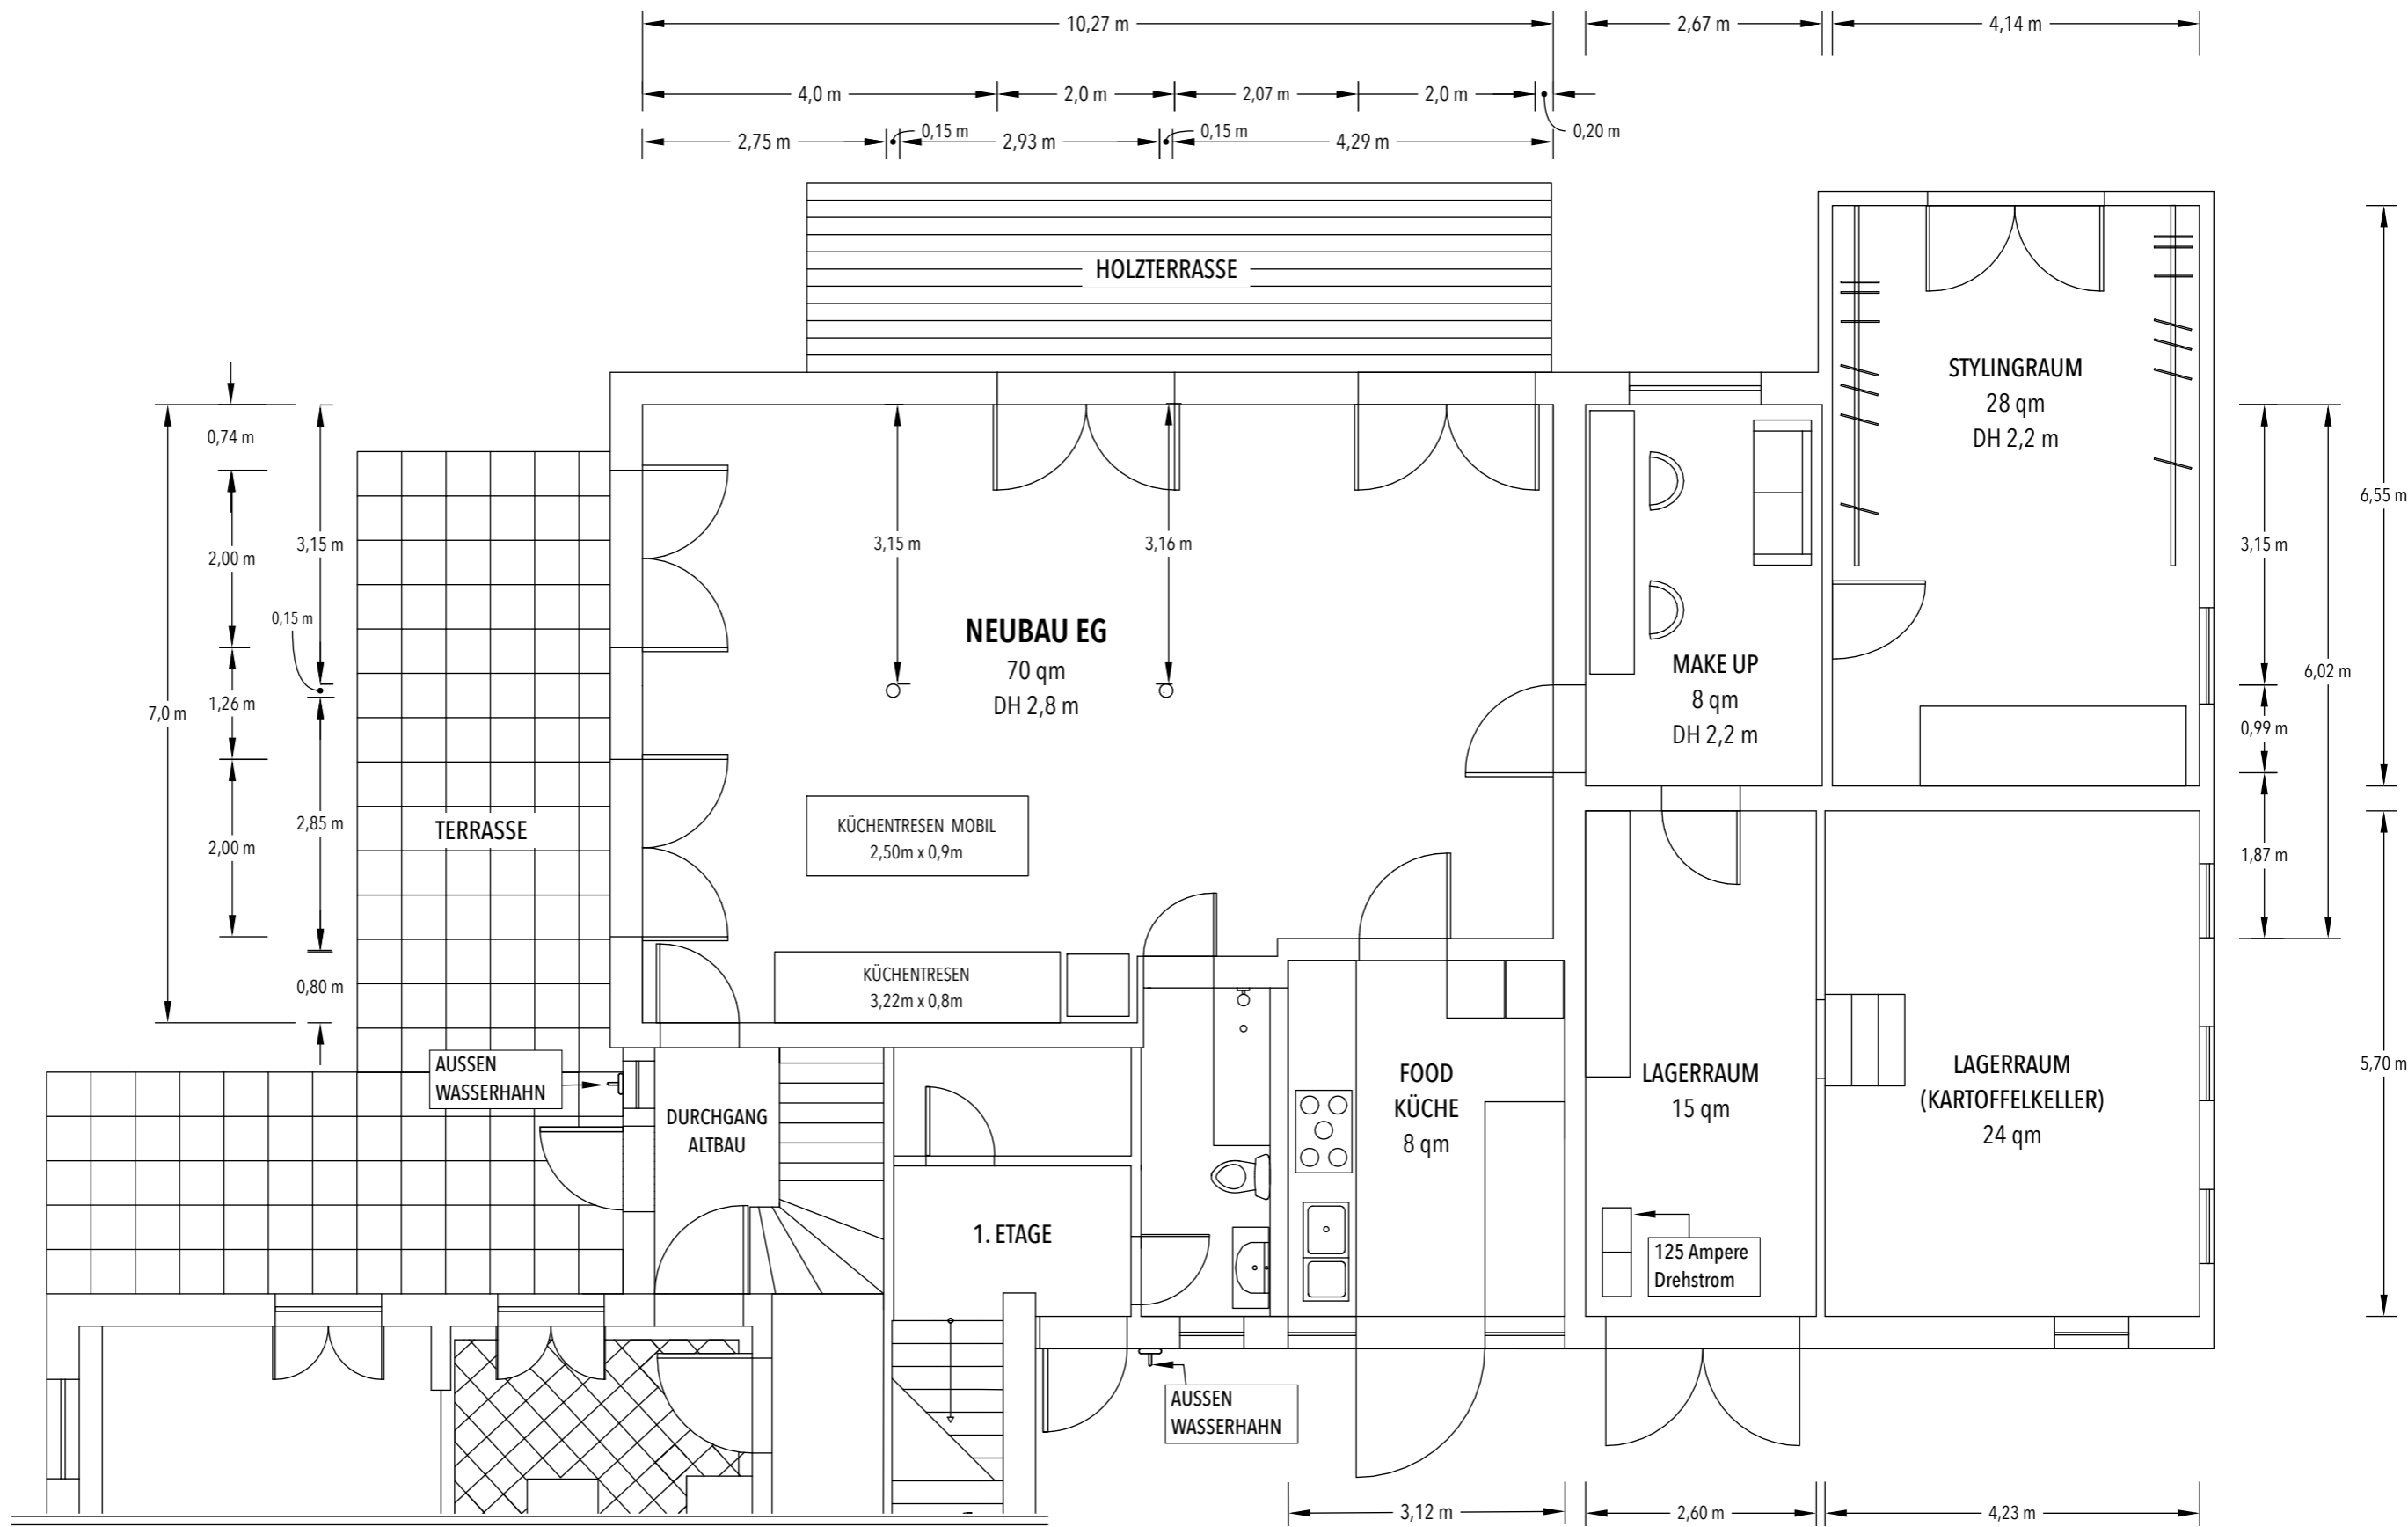 10,27 m
2,67 m
4,14 m
4,0 m
2,0 m
2,07 m
2,0 m
0,20 m
2,75 m
0,15 m
2,93 m
0,15 m
4,29 m
HOLZTERRASSE
STYLINGRAUM
28 qm
DH 2,2 m
0,74 m
2,00 m
3,15 m
0,15 m
7,0 m
1,26 m
2,85 m
2,00 m
0,80 m
3,15 m
3,16 m
NEUBAU EG
70 qm
DH 2,8 m
MAKE UP
8 qm
DH 2,2 m
6,55 m
3,15 m
6,02 m
0,99 m
1,87 m
5,70 m
TERRASSE
KÜCHENTRESEN MOBIL
2,50m x 0,9m
KÜCHENTRESEN
3,22m x 0,8m
AUSSEN
WASSERHAHN
DURCHGANG
ALTBAU
1. ETAGE
FOOD
KÜCHE
8 qm
LAGERRAUM
15 qm
LAGERRAUM
(KARTOFFELKELLER)
24 qm
125 Ampere
Drehstrom
AUSSEN
WASSERHAHN
3,12 m
2,60 m
4,23 m